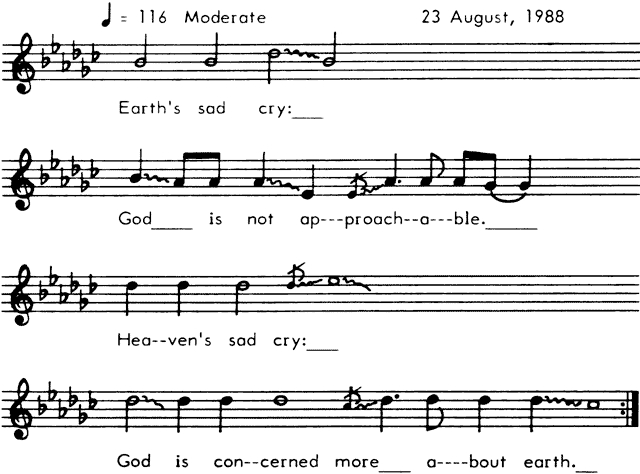 ♩ = 116 Moderate 23 August, 1988
Earth's sad cry:___
God____ is not ap---proach--a---ble._____
Hea--ven's sad cry:___
God is con--cerned more___ a----bout earth.__